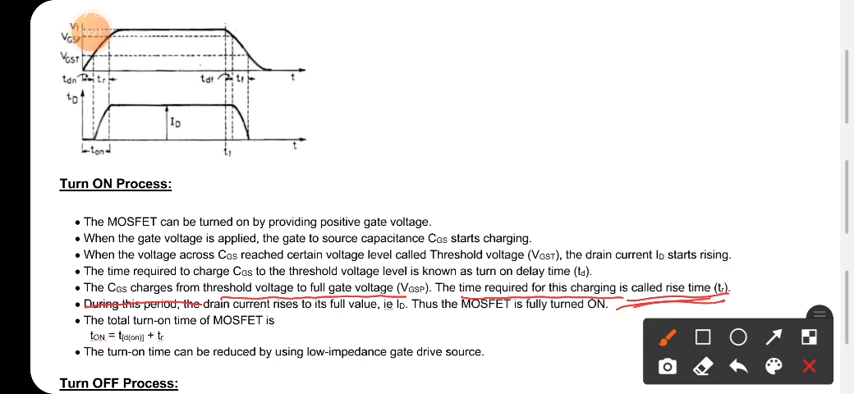 V1
VGSP
VGST
tdn tr tdf tf t
iD
ID
ton t1 t
Turn ON Process:
• The MOSFET can be turned on by providing positive gate voltage.
• When the gate voltage is applied, the gate to source capacitance CGS starts charging.
• When the voltage across CGS reached certain voltage level called Threshold voltage (VGST), the drain current ID starts rising.
• The time required to charge CGS to the threshold voltage level is known as turn on delay time (td).
• The CGS charges from threshold voltage to full gate voltage (VGSP). The time required for this charging is called rise time (tr).
• During this period, the drain current rises to its full value, ie ID. Thus the MOSFET is fully turned ON.
• The total turn-on time of MOSFET is
tON = t[d(on)] + tr
• The turn-on time can be reduced by using low-impedance gate drive source.
Turn OFF Process: